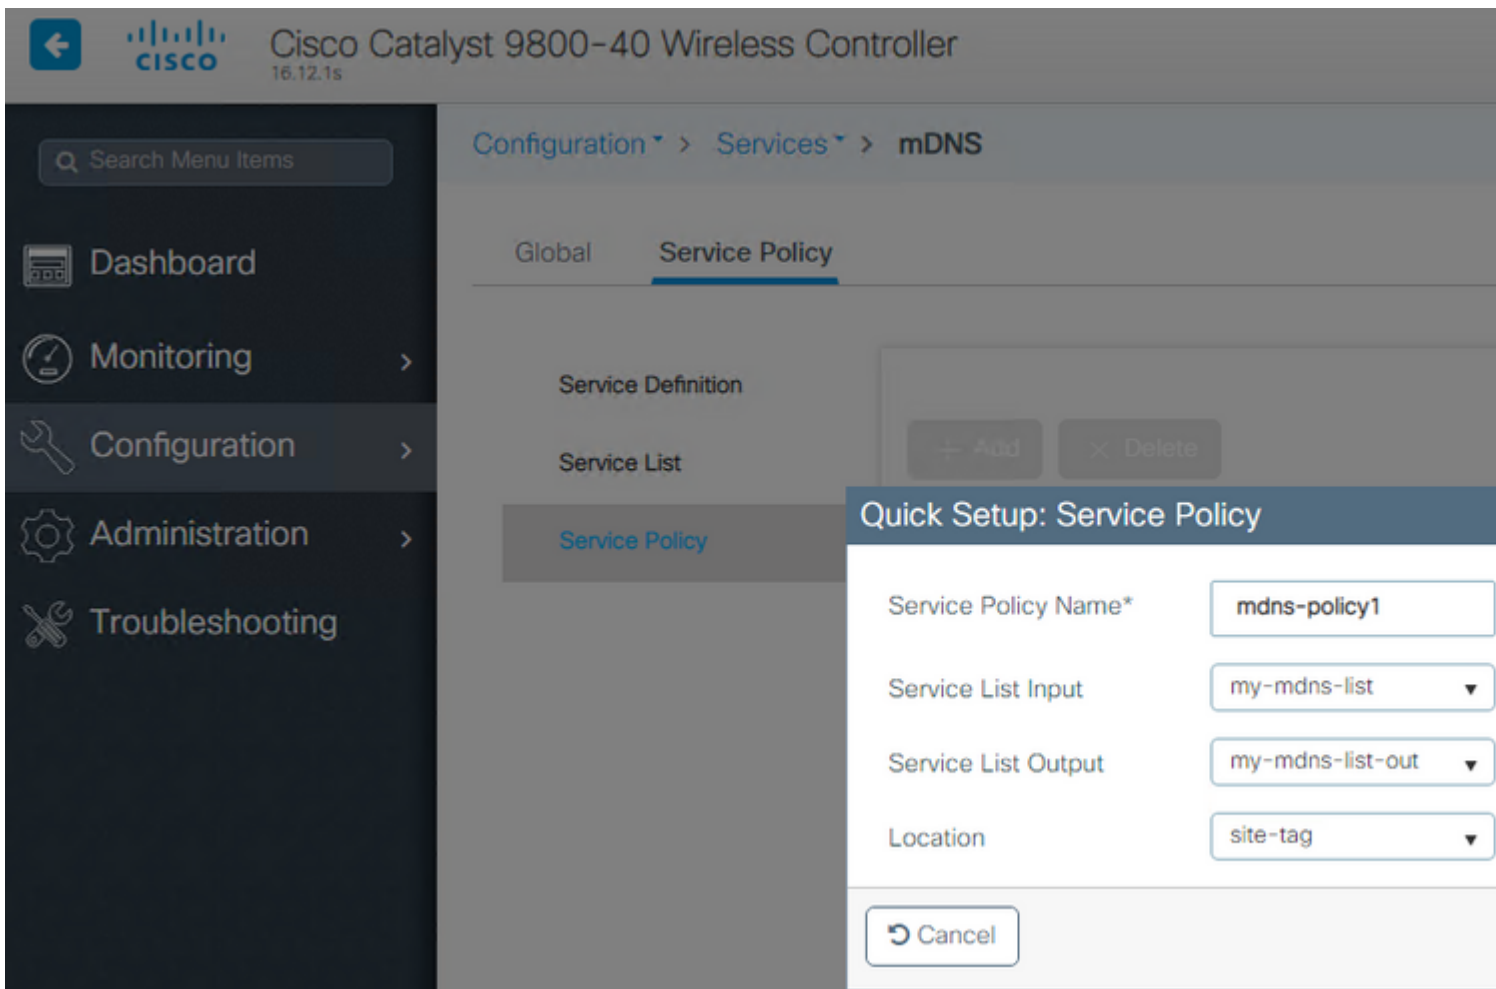 CISCO
Cisco Catalyst 9800-40 Wireless Controller
16.12.1s
Search Menu Items
Configuration > Services > mDNS
Dashboard
Monitoring
Configuration
Administration
Troubleshooting
Global Service Policy
Service Definition
Service List
Service Policy
+ Add × Delete
Quick Setup: Service Policy
Service Policy Name* mdns-policy1
Service List Input my-mdns-list
Service List Output my-mdns-list-out
Location site-tag
Cancel